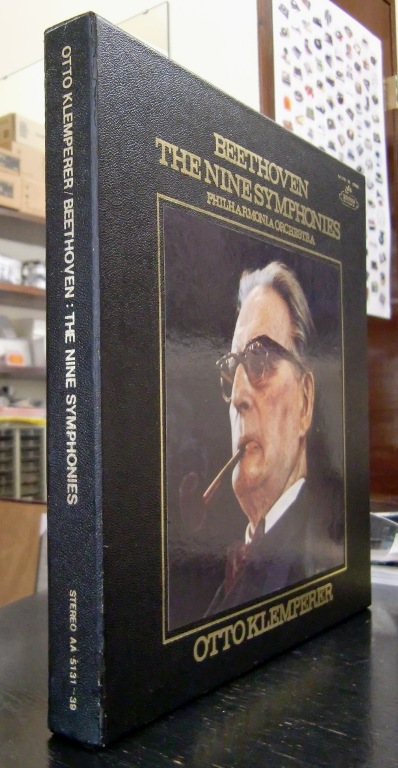 OTTO KLEMPERER BEETHOVEN : THE NINE SYMPHONIES
STEREO AA 5131~39
BEETHOVEN
THE NINE SYMPHONIES
PHILHARMONIA ORCHESTRA
OTTO KLEMPERER